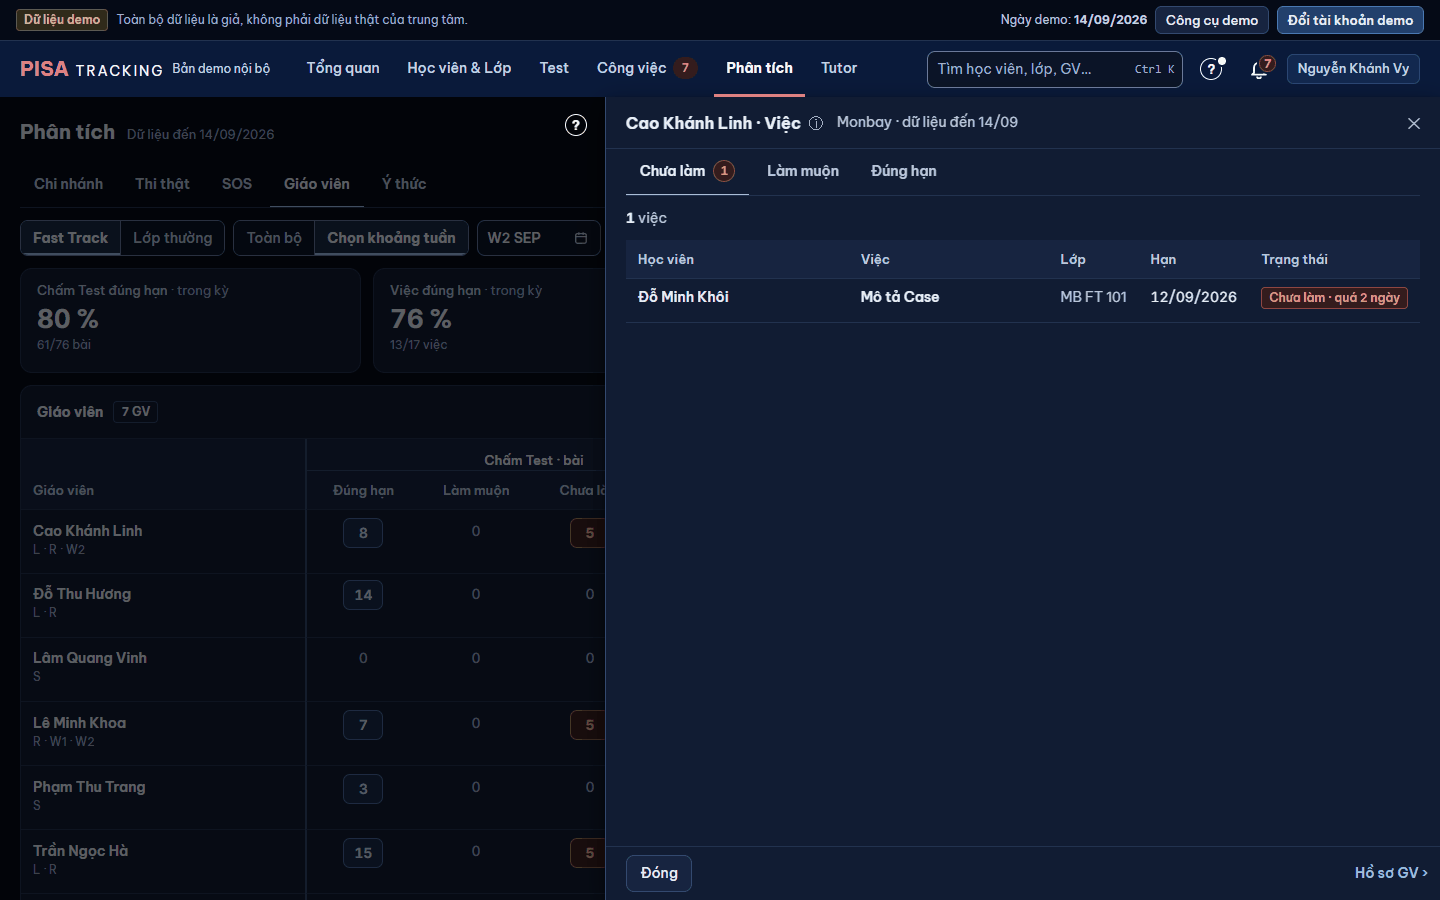 Dữ liệu demo Toàn bộ dữ liệu là giả, không phải dữ liệu thật của trung tâm. Ngày demo: 14/09/2026 Công cụ demo Đổi tài khoản demo
PISA TRACKING Bản demo nội bộ Tổng quan Học viên & Lớp Test Công việc 7 Phân tích Tutor Tìm học viên, lớp, GV... Ctrl K ? 7 Nguyễn Khánh Vy
Phân tích Dữ liệu đến 14/09/2026 ?
Chi nhánh Thi thật SOS Giáo viên Ý thức
Fast Track Lớp thường Toàn bộ Chọn khoảng tuần W2 SEP
Chấm Test đúng hạn · trong kỳ
80 %
61/76 bài
Việc đúng hạn · trong kỳ
76 %
13/17 việc
Giáo viên 7 GV
Chấm Test · bài
Giáo viên Đúng hạn Làm muộn Chưa
Cao Khánh Linh 8 0 5
L · R · W2
Đỗ Thu Hương 14 0 0
L · R
Lâm Quang Vinh 0 0 0
S
Lê Minh Khoa 7 0 5
R · W1 · W2
Phạm Thu Trang 3 0 0
S
Trần Ngọc Hà 15 0 5
L · R
Cao Khánh Linh · Việc Monbay · dữ liệu đến 14/09
Chưa làm 1 Làm muộn Đúng hạn
1 việc
Học viên Việc Lớp Hạn Trạng thái
Đỗ Minh Khôi Mô tả Case MB FT 101 12/09/2026 Chưa làm · quá 2 ngày
Đóng Hồ sơ GV ›